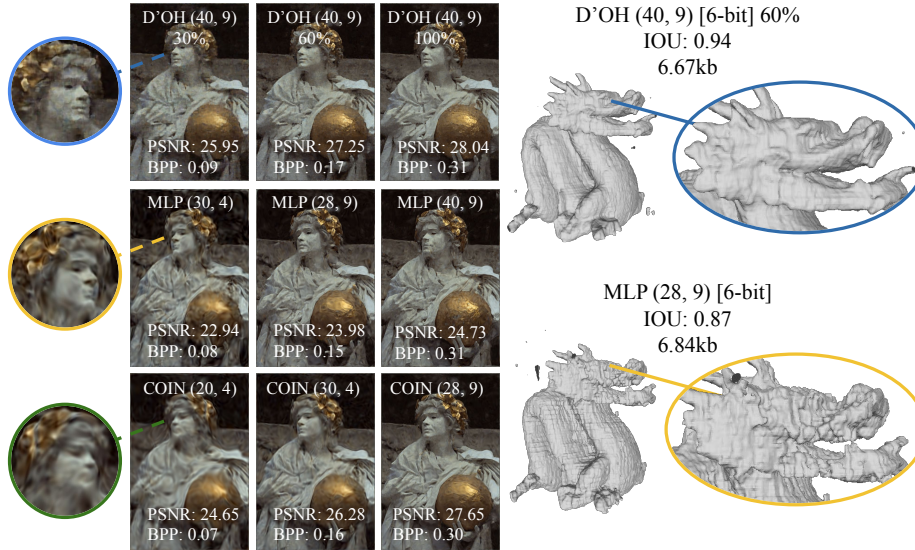 D'OH (40, 9)
30%
PSNR: 25.95
BPP: 0.09
D'OH (40, 9)
60%
PSNR: 27.25
BPP: 0.17
D'OH (40, 9)
100%
PSNR: 28.04
BPP: 0.31
MLP (30, 4)
PSNR: 22.94
BPP: 0.08
MLP (28, 9)
PSNR: 23.98
BPP: 0.15
MLP (40, 9)
PSNR: 24.73
BPP: 0.31
COIN (20, 4)
PSNR: 24.65
BPP: 0.07
COIN (30, 4)
PSNR: 26.28
BPP: 0.16
COIN (28, 9)
PSNR: 27.65
BPP: 0.30
D'OH (40, 9) [6-bit] 60%
IOU: 0.94
6.67kb
MLP (28, 9) [6-bit]
IOU: 0.87
6.84kb